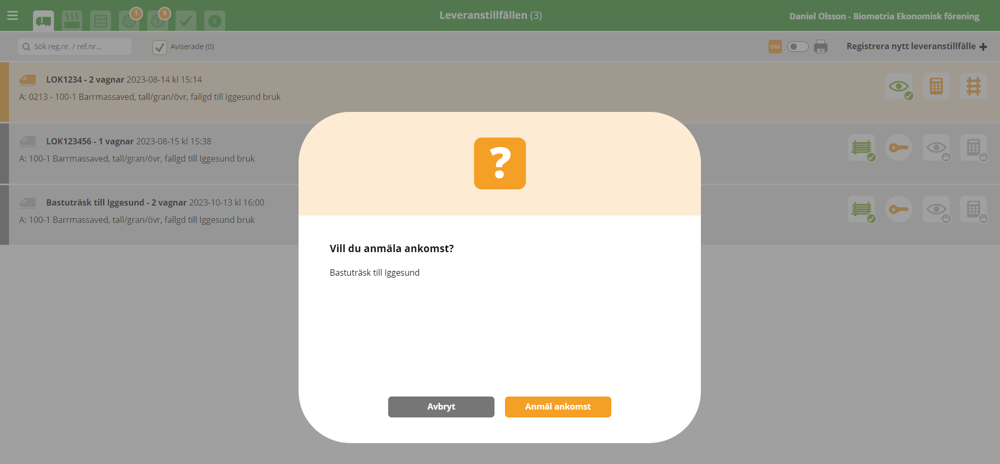 1
5
Leveranstillfällen (3)
Daniel Olsson - Biometria Ekonomisk förening
Sök reg.nr. / ref.nr...
Aviserade (0)
OM
Registrera nytt leveranstillfälle
LOK1234 - 2 vagnar 2023-08-14 kl 15:14
A: 0213 - 100-1 Barrmassaved, tall/gran/övr, fallgd till Iggesund bruk
LOK123456 - 1 vagnar 2023-08-15 kl 15:38
A: 100-1 Barrmassaved, tall/gran/övr, fallgd till Iggesund bruk
Bastuträsk till Iggesund - 2 vagnar 2023-10-13 kl 16:00
A: 100-1 Barrmassaved, tall/gran/övr, fallgd till Iggesund bruk
?
Vill du anmäla ankomst?
Bastuträsk till Iggesund
Avbryt
Anmäl ankomst